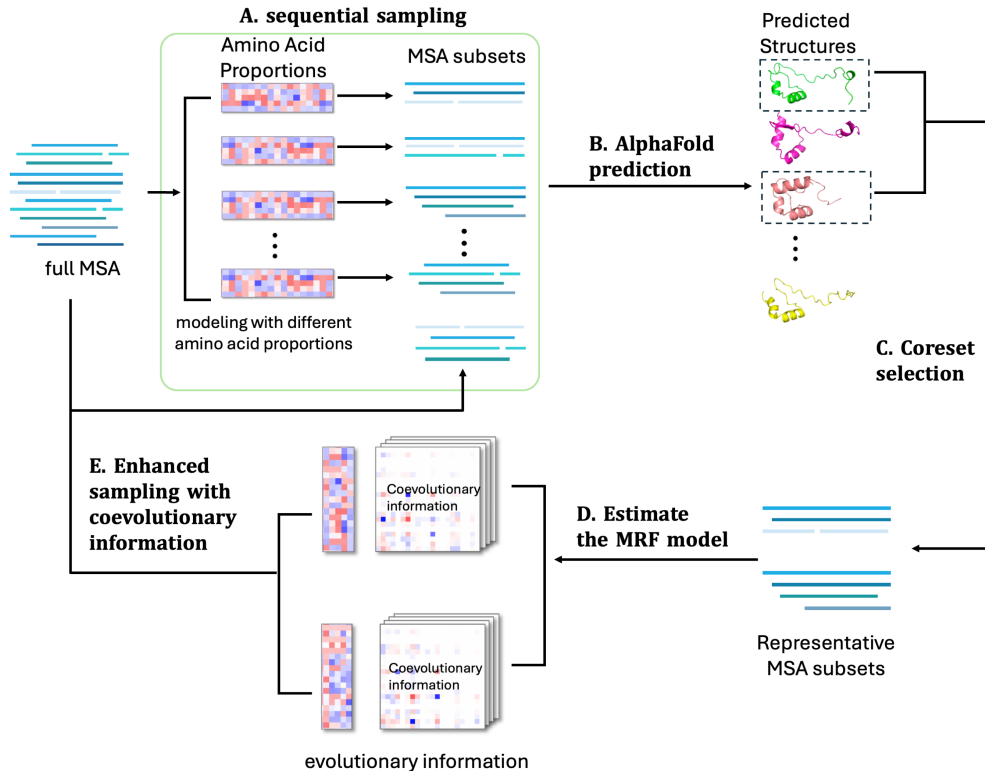 A. sequential sampling
Amino Acid
Proportions
MSA subsets
full MSA
modeling with different
amino acid proportions
B. AlphaFold
prediction
Predicted
Structures
C. Coreset
selection
Representative
MSA subsets
D. Estimate
the MRF model
Coevolutionary
information
Coevolutionary
information
evolutionary information
E. Enhanced
sampling with
coevolutionary
information